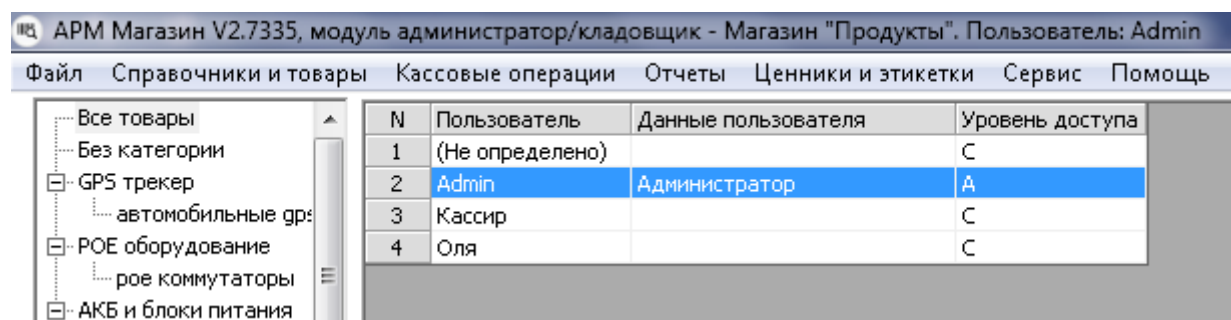 АРМ Магазин V2.7335, модуль администратор/кладовщик - Магазин "Продукты". Пользователь: Admin
Файл Справочники и товары Кассовые операции Отчеты Ценники и этикетки Сервис Помощь
Все товары
Без категории
GPS трекер
автомобильные gps
POE оборудование
poe коммутаторы
АКБ и блоки питания
N Пользователь Данные пользователя Уровень доступа
1 (Не определено) C
2 Admin Администратор A
3 Кассир C
4 Оля C